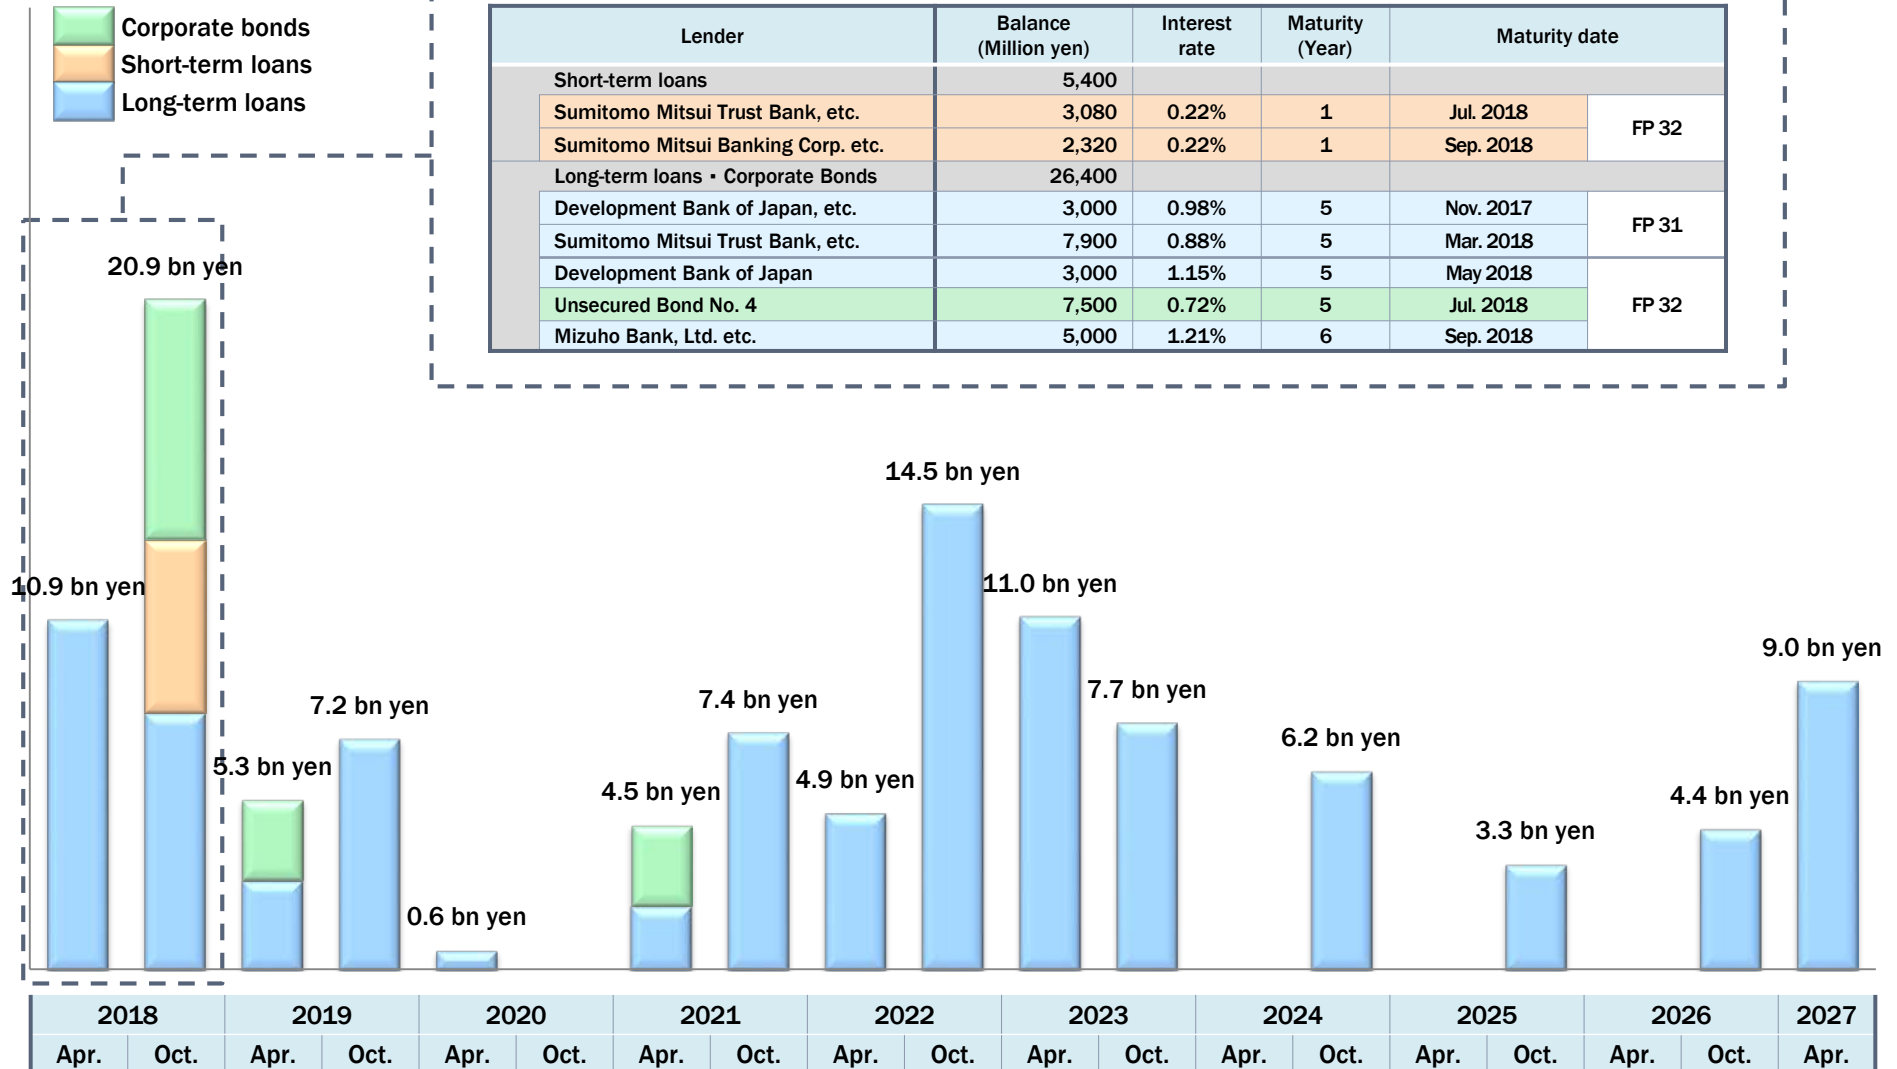 Corporate bonds
Short-term loans
Long-term loans
Lender Balance (Million yen) Interest rate Maturity (Year) Maturity date
Short-term loans 5,400
Sumitomo Mitsui Trust Bank, etc. 3,080 0.22% 1 Jul. 2018 FP 32
Sumitomo Mitsui Banking Corp. etc. 2,320 0.22% 1 Sep. 2018
Long-term loans・Corporate Bonds 26,400
Development Bank of Japan, etc. 3,000 0.98% 5 Nov. 2017 FP 31
Sumitomo Mitsui Trust Bank, etc. 7,900 0.88% 5 Mar. 2018
Development Bank of Japan 3,000 1.15% 5 May 2018 FP 32
Unsecured Bond No. 4 7,500 0.72% 5 Jul. 2018
Mizuho Bank, Ltd. etc. 5,000 1.21% 6 Sep. 2018
10.9 bn yen
20.9 bn yen
5.3 bn yen
7.2 bn yen
0.6 bn yen
4.5 bn yen
7.4 bn yen
4.9 bn yen
14.5 bn yen
11.0 bn yen
7.7 bn yen
6.2 bn yen
3.3 bn yen
4.4 bn yen
9.0 bn yen
2018 2019 2020 2021 2022 2023 2024 2025 2026 2027
Apr. Oct. Apr. Oct. Apr. Oct. Apr. Oct. Apr. Oct. Apr. Oct. Apr. Oct. Apr. Oct. Apr. Oct. Apr.